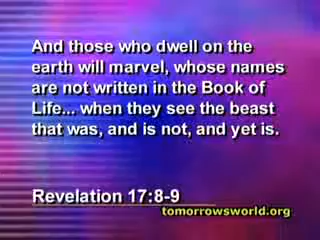 And those who dwell on the
earth will marvel, whose names
are not written in the Book of
Life... when they see the beast
that was, and is not, and yet is.
Revelation 17:8-9
tomorrowsworld.org